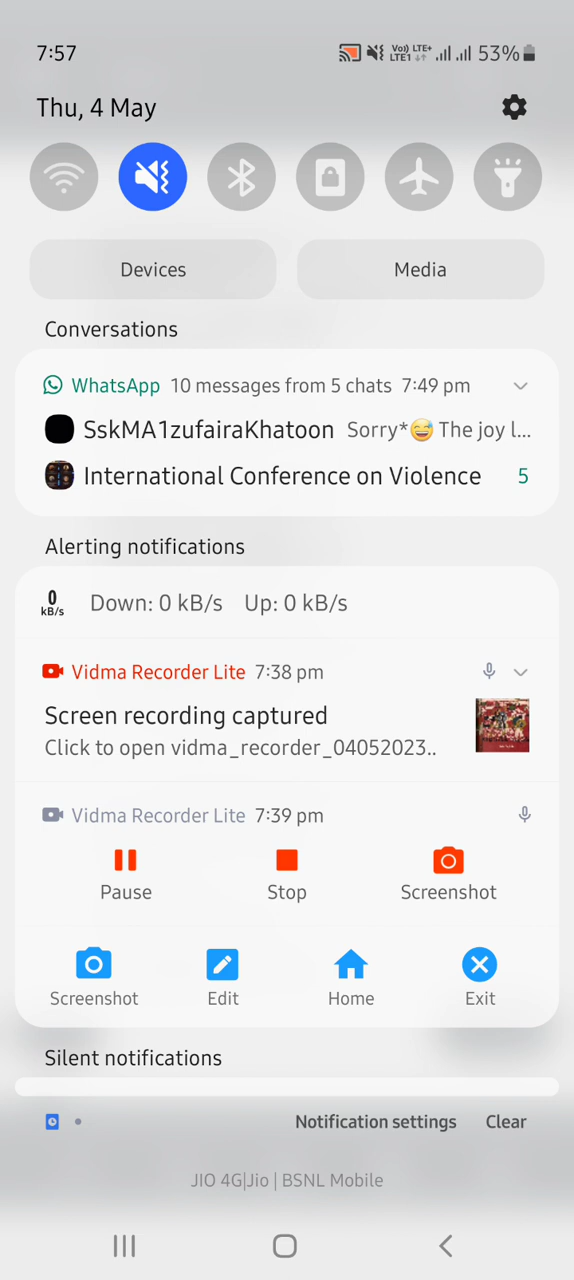 7:57 Vo)) LTE1 LTE+ 53%
Thu, 4 May
Devices Media
Conversations
WhatsApp 10 messages from 5 chats 7:49 pm
SskMA1zufairaKhatoon Sorry*😅 The joy l...
International Conference on Violence 5
Alerting notifications
0 kB/s Down: 0 kB/s Up: 0 kB/s
Vidma Recorder Lite 7:38 pm
Screen recording captured
Click to open vidma_recorder_04052023..
Vidma Recorder Lite 7:39 pm
Pause Stop Screenshot
Screenshot Edit Home Exit
Silent notifications
Notification settings Clear
JIO 4G|Jio | BSNL Mobile